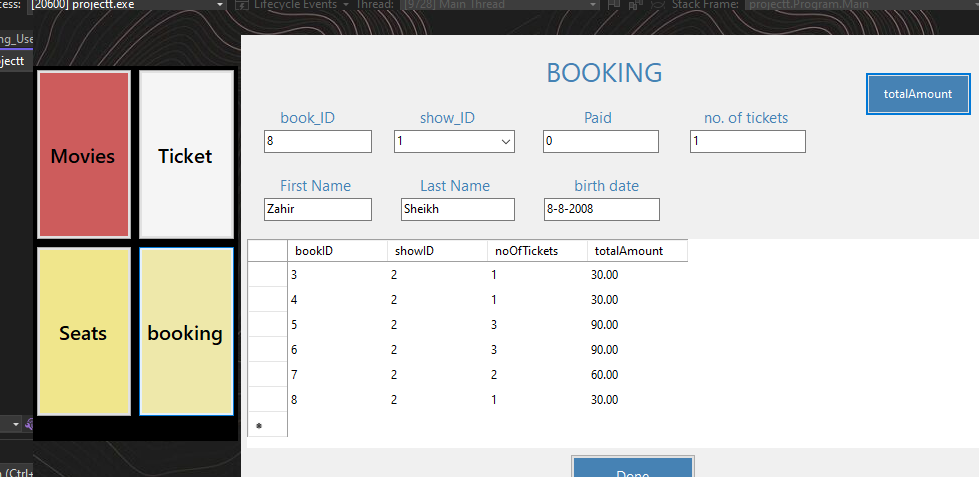 cess: [20600] projectt.exe Lifecycle Events Thread: [9728] Main Thread Stack Frame: projectt.Program.Main
ng_Use
ojectt
BOOKING
totalAmount
book_ID show_ID Paid no. of tickets
8 1 0 1
First Name Last Name birth date
Zahir Sheikh 8-8-2008
Movies Ticket
Seats booking
bookID showID noOfTickets totalAmount
3 2 1 30.00
4 2 1 30.00
5 2 3 90.00
6 2 3 90.00
7 2 2 60.00
8 2 1 30.00
Done
(Ctrl+